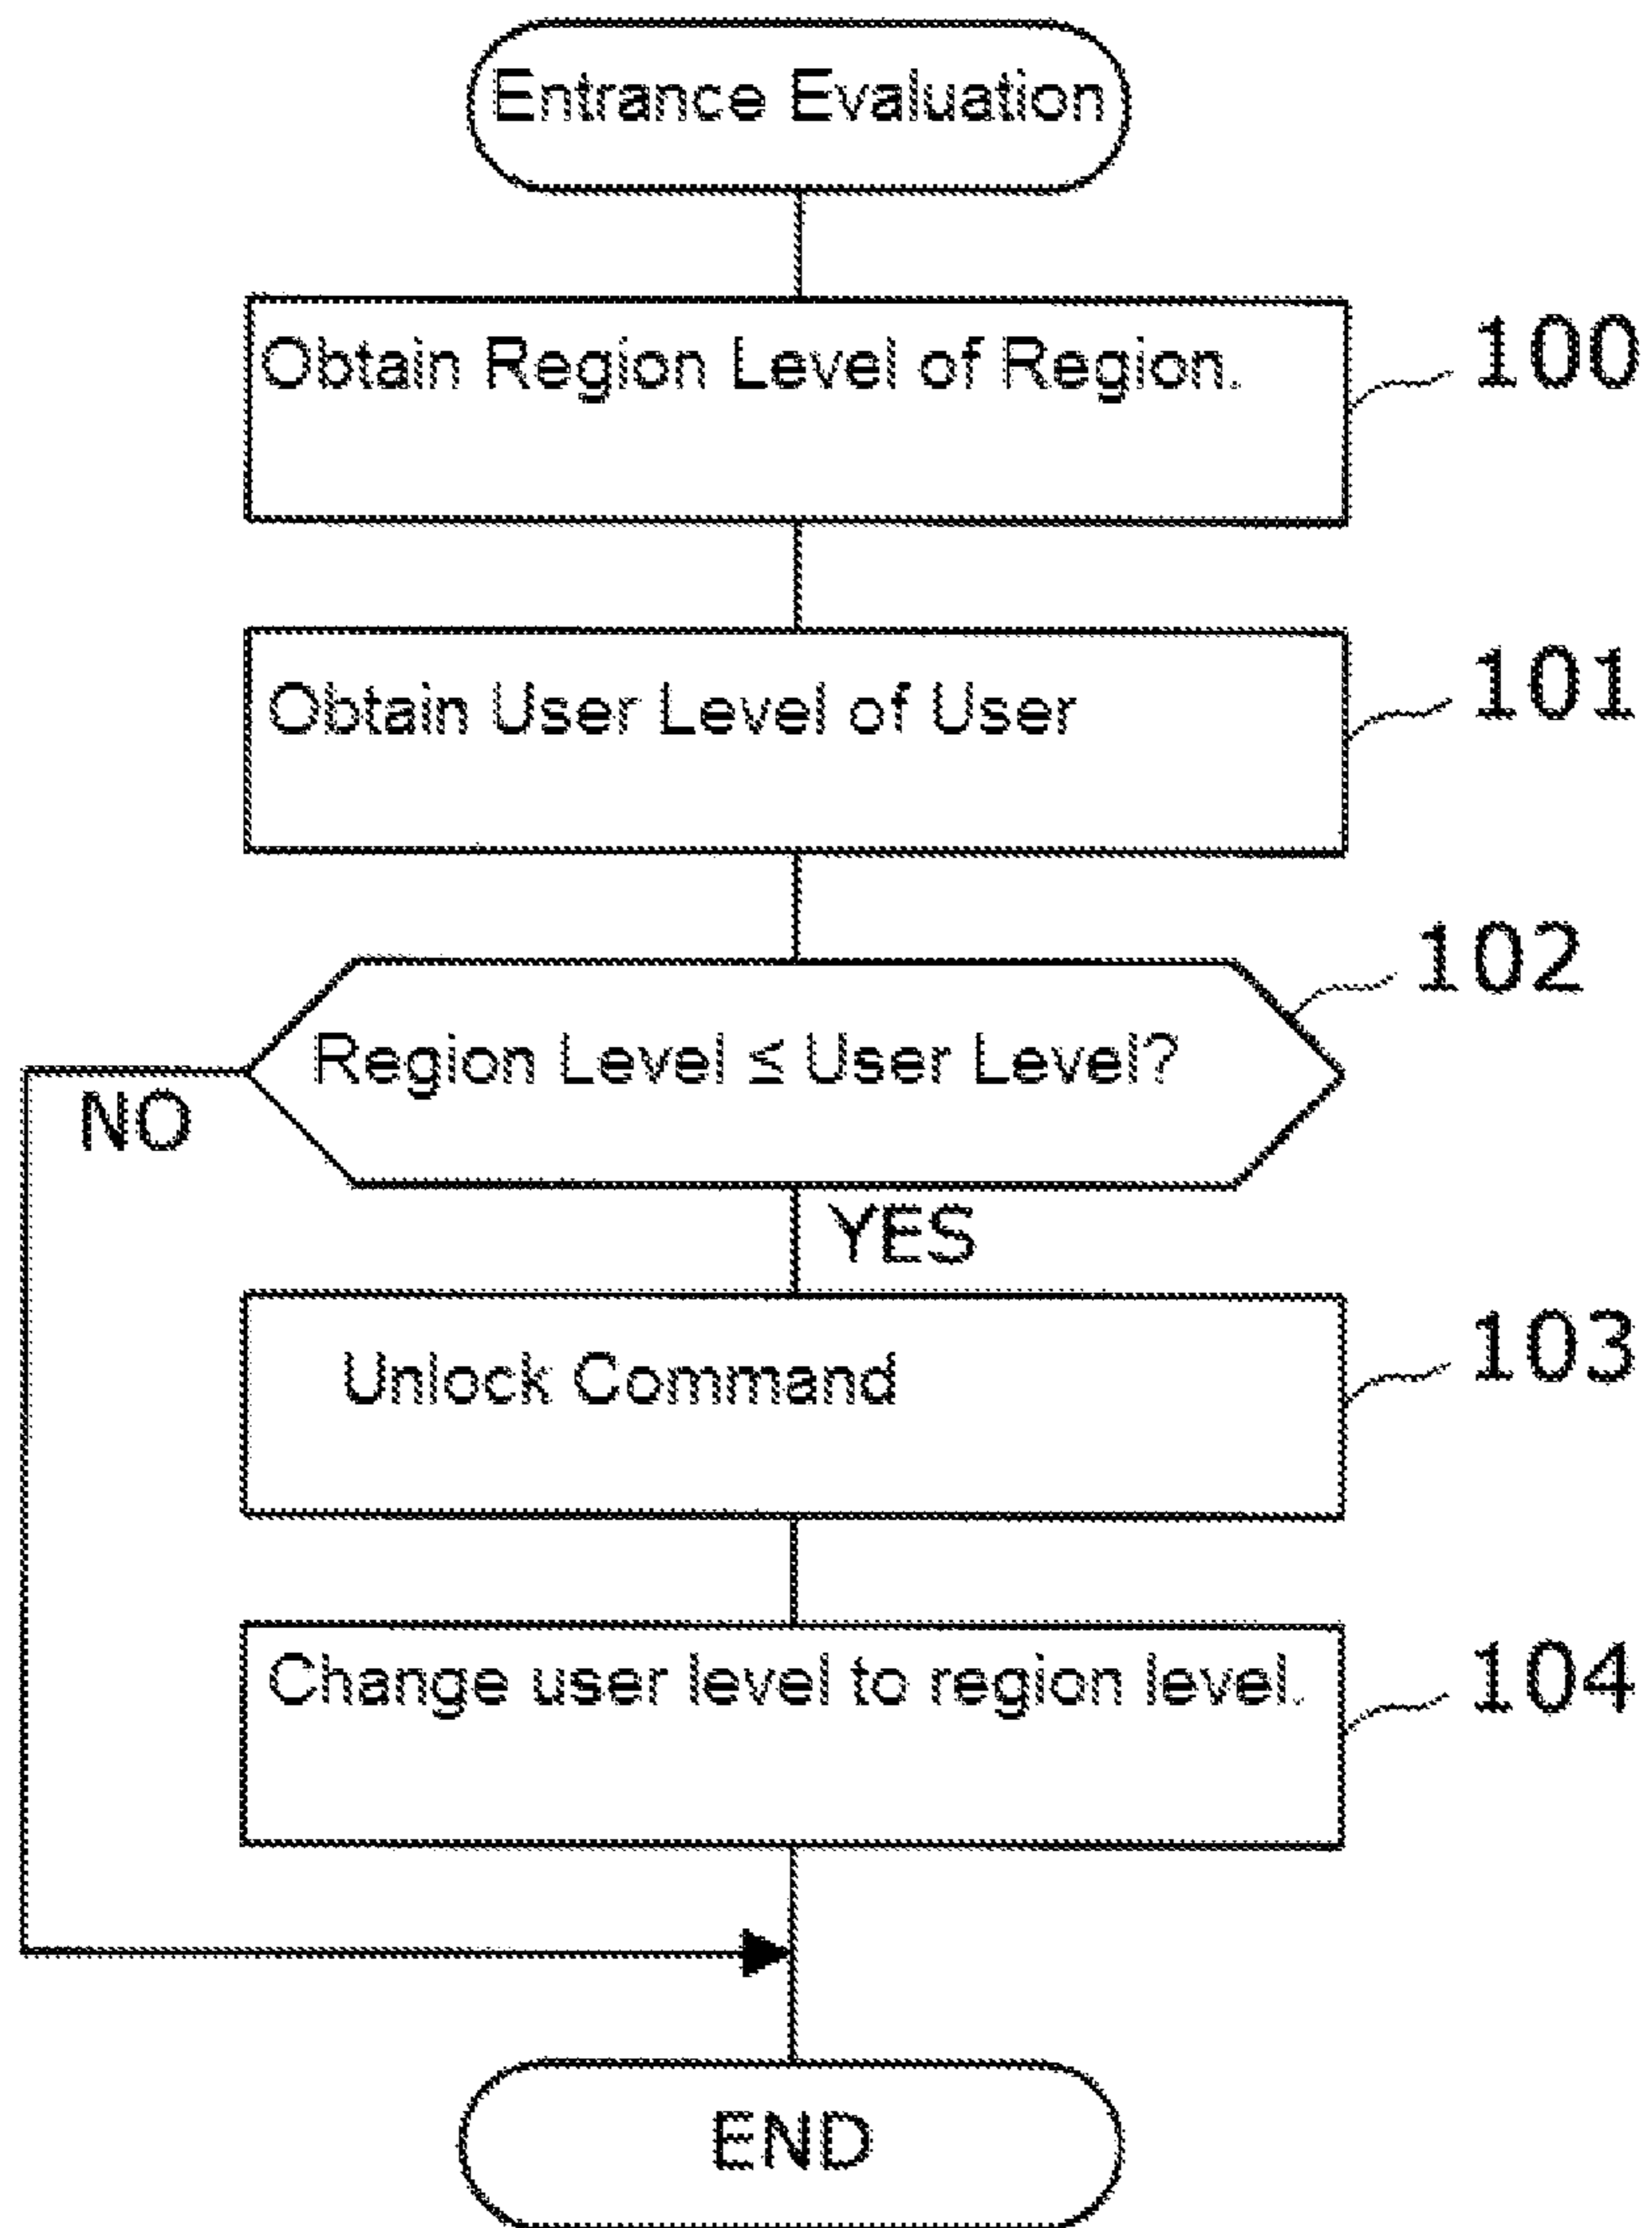 Entrance Evaluation
Obtain Region Level of Region.
100
Obtain User Level of User
101
102
Region Level ≤ User Level?
NO
YES
Unlock Command
103
Change user level to region level.
104
END